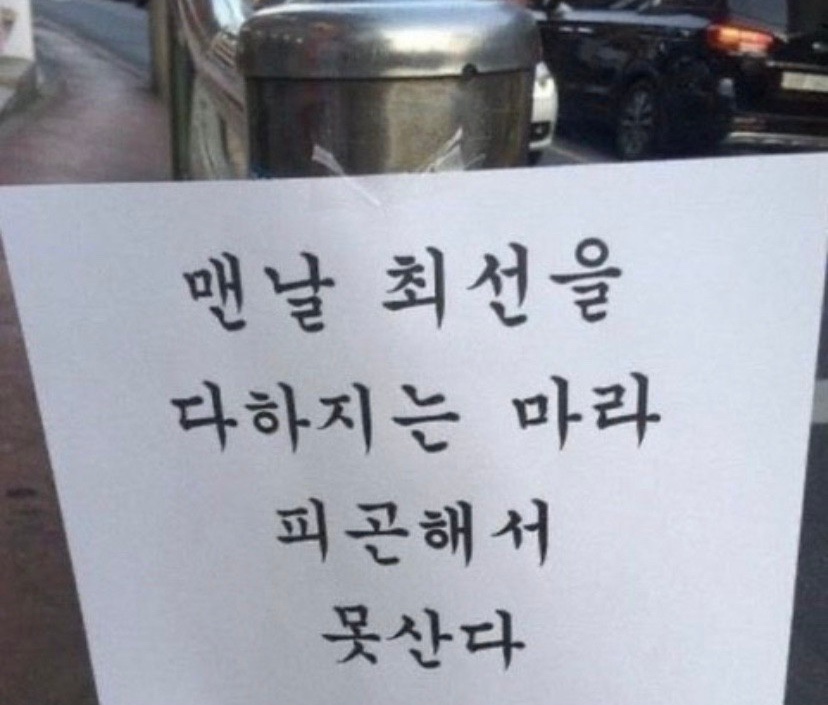 맨날 최선을
다하지는 마라
피곤해서
못산다